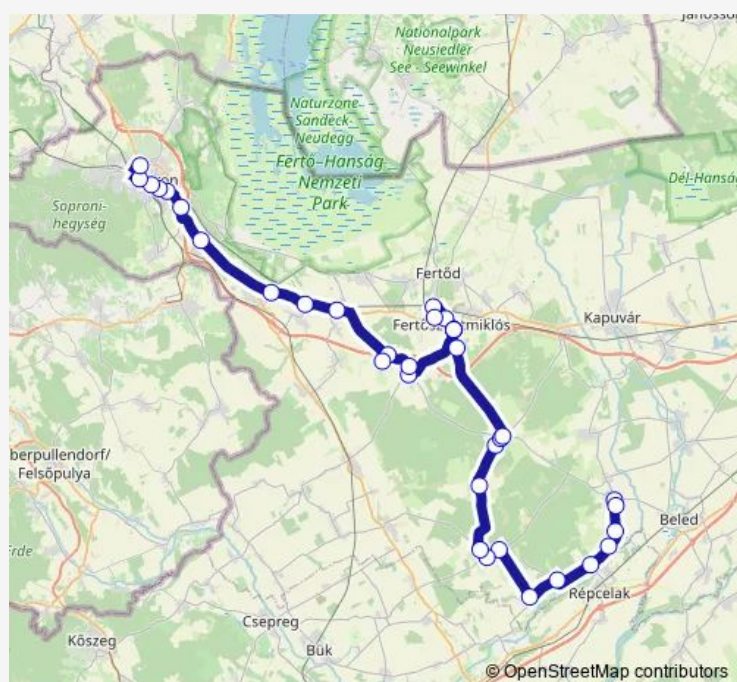 Jánossom
Nationalpark
Neusiedler
See - Seewinkel
Naturzone
Sandeck-
Neudegg
Fertő–Hanság
Nemzeti
Park
Dél-Hanság
Soproni-
hegység
Fertőd
Kapuvár
berpullendorf/
Felsőpulya
Beled
Répcelak
Csepreg
Kőszeg
Bük
© OpenStreetMap contributors